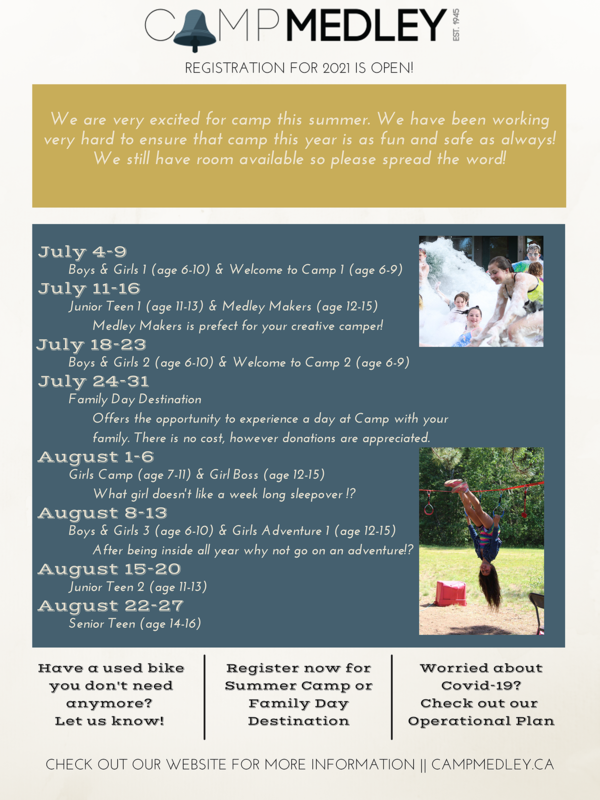 CAMP MEDLEY EST. 1945
REGISTRATION FOR 2021 IS OPEN!
We are very excited for camp this summer. We have been working
very hard to ensure that camp this year is as fun and safe as always!
We still have room available so please spread the word!
July 4-9
Boys & Girls 1 (age 6-10) & Welcome to Camp 1 (age 6-9)
July 11-16
Junior Teen 1 (age 11-13) & Medley Makers (age 12-15)
Medley Makers is prefect for your creative camper!
July 18-23
Boys & Girls 2 (age 6-10) & Welcome to Camp 2 (age 6-9)
July 24-31
Family Day Destination
Offers the opportunity to experience a day at Camp with your
family. There is no cost, however donations are appreciated.
August 1-6
Girls Camp (age 7-11) & Girl Boss (age 12-15)
What girl doesn't like a week long sleepover !?
August 8-13
Boys & Girls 3 (age 6-10) & Girls Adventure 1 (age 12-15)
After being inside all year why not go on an adventure!?
August 15-20
Junior Teen 2 (age 11-13)
August 22-27
Senior Teen (age 14-16)
Have a used bike
you don't need
anymore?
Let us know!
Register now for
Summer Camp or
Family Day
Destination
Worried about
Covid-19?
Check out our
Operational Plan
CHECK OUT OUR WEBSITE FOR MORE INFORMATION || CAMPMEDLEY.CA